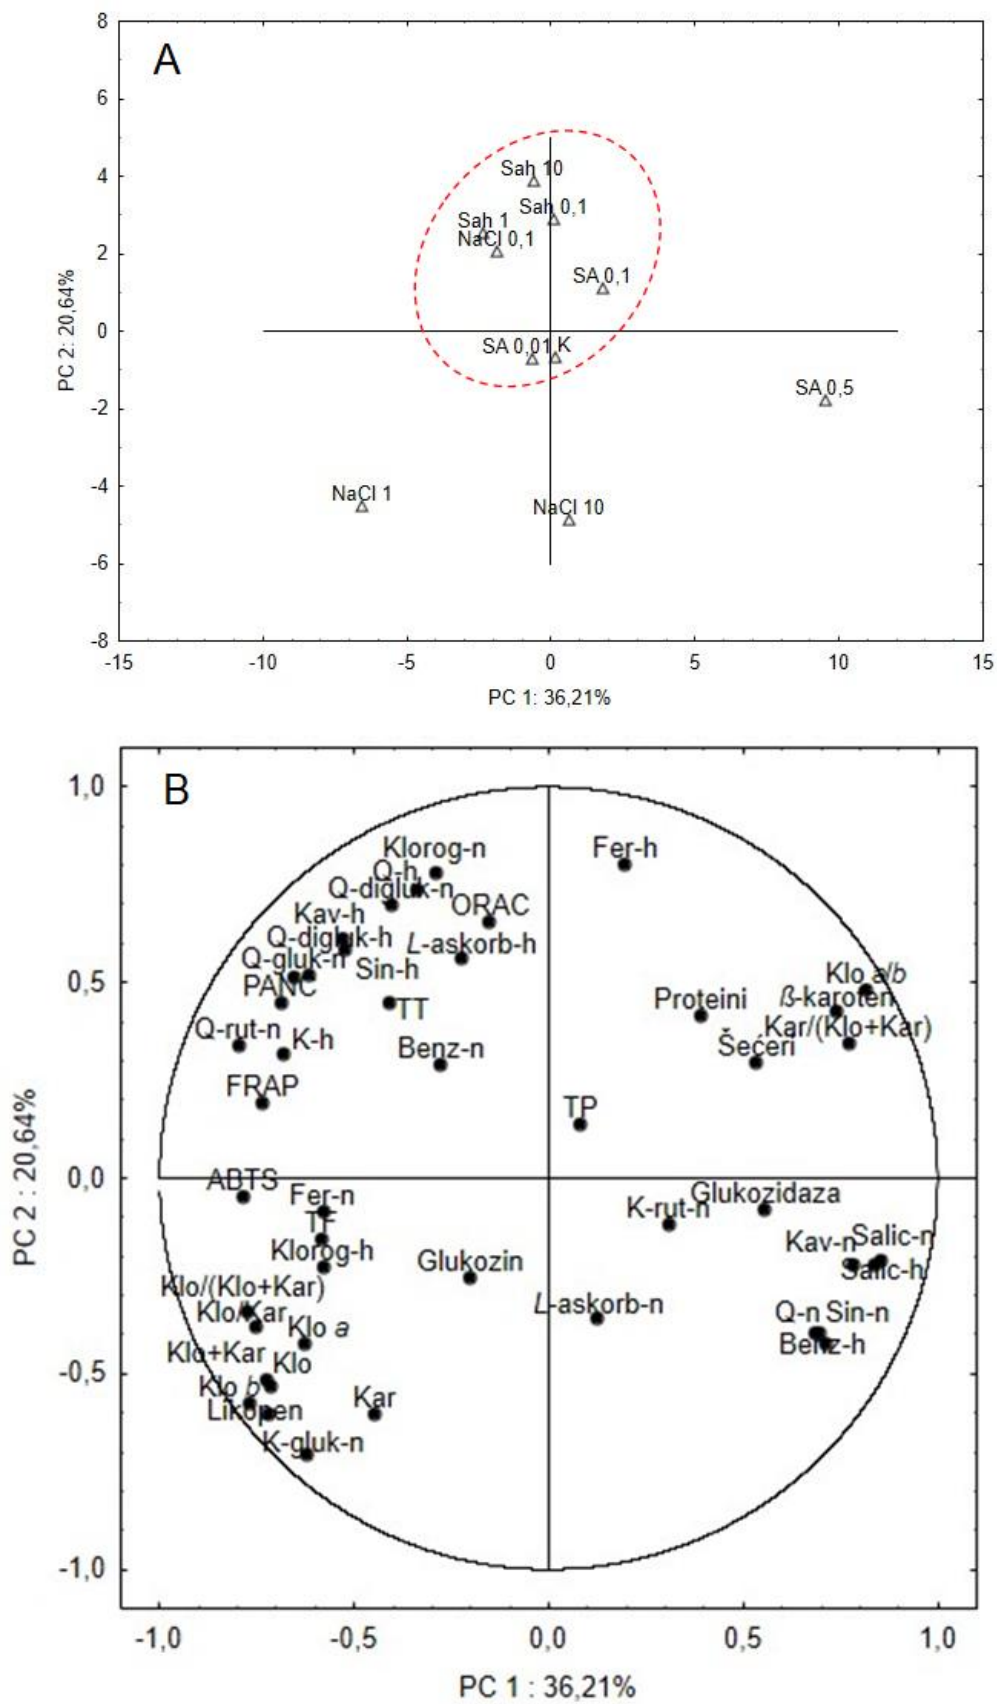 A
8
6
4
2
0
-2
-4
-6
-8
PC 2: 20,64%
Sah 10
Sah 0,1
Sah 1
NaCl 0,1
SA 0,1
SA 0,01 K
SA 0,5
NaCl 1
NaCl 10
-15 -10 -5 0 5 10 15
PC 1: 36,21%
B
1,0
0,5
0,0
-0,5
-1,0
PC 2 : 20,64%
Klorog-n
Fer-h
Q-h
Q-digluk-n
ORAC
Kav-h
Q-digluk-h
L-askorb-h
Q-gluk-n
Sin-h
Klo a/b
PANC
TT
Proteini
ß-karoten
Q-rut-n
K-h
Benz-n
Šećeri
Kar/(Klo+Kar)
FRAP
TP
ABTS
Fer-n
Glukozidaza
TF
K-rut-n
Klorog-h
Glukozin
Kav-n
Salic-n
Salic-h
Klo/(Klo+Kar)
Klo/Kar
Klo a
L-askorb-n
Q-n Sin-n
Benz-h
Klo+Kar
Klo
Klo b
Likopen
Kar
K-gluk-n
-1,0 -0,5 0,0 0,5 1,0
PC 1 : 36,21%